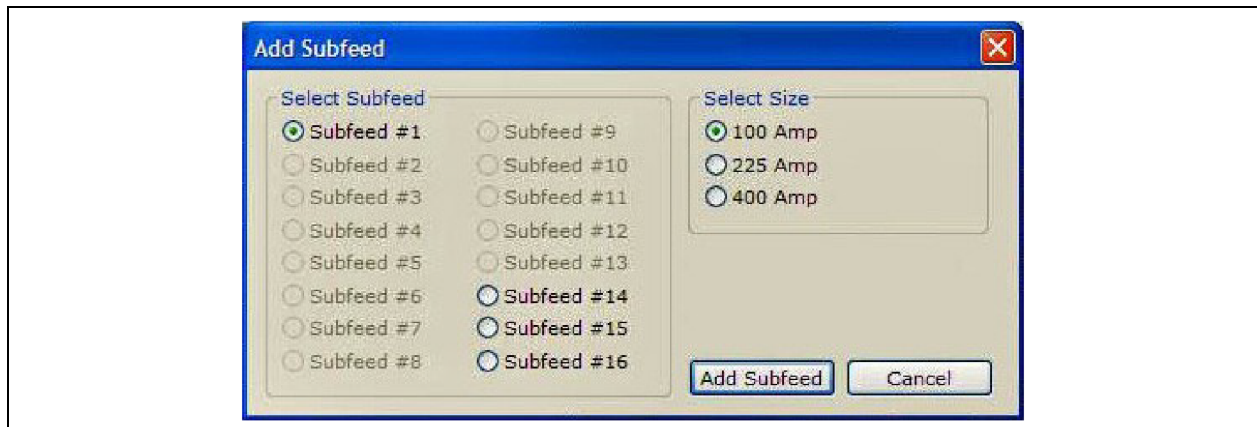 Add Subfeed
Select Subfeed
Subfeed #1
Subfeed #2
Subfeed #3
Subfeed #4
Subfeed #5
Subfeed #6
Subfeed #7
Subfeed #8
Subfeed #9
Subfeed #10
Subfeed #11
Subfeed #12
Subfeed #13
Subfeed #14
Subfeed #15
Subfeed #16
Select Size
100 Amp
225 Amp
400 Amp
Add Subfeed
Cancel